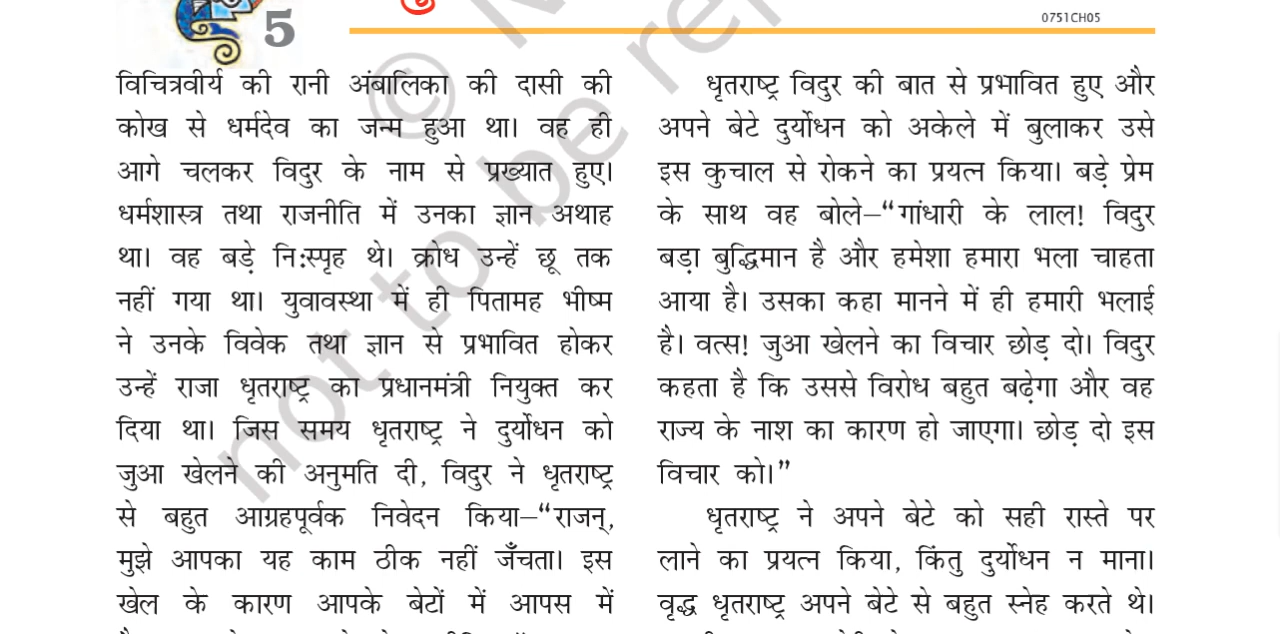 5
0751CH05
विचित्रवीर्य की रानी अंबालिका की दासी की
कोख से धर्मदेव का जन्म हुआ था। वह ही
आगे चलकर विदुर के नाम से प्रख्यात हुए।
धर्मशास्त्र तथा राजनीति में उनका ज्ञान अथाह
था। वह बड़े निःस्पृह थे। क्रोध उन्हें छू तक
नहीं गया था। युवावस्था में ही पितामह भीष्म
ने उनके विवेक तथा ज्ञान से प्रभावित होकर
उन्हें राजा धृतराष्ट्र का प्रधानमंत्री नियुक्त कर
दिया था। जिस समय धृतराष्ट्र ने दुर्योधन को
जुआ खेलने की अनुमति दी, विदुर ने धृतराष्ट्र
से बहुत आग्रहपूर्वक निवेदन किया–“राजन्,
मुझे आपका यह काम ठीक नहीं जँचता। इस
खेल के कारण आपके बेटों में आपस में
धृतराष्ट्र विदुर की बात से प्रभावित हुए और
अपने बेटे दुर्योधन को अकेले में बुलाकर उसे
इस कुचाल से रोकने का प्रयत्न किया। बड़े प्रेम
के साथ वह बोले–“गांधारी के लाल! विदुर
बड़ा बुद्धिमान है और हमेशा हमारा भला चाहता
आया है। उसका कहा मानने में ही हमारी भलाई
है। वत्स! जुआ खेलने का विचार छोड़ दो। विदुर
कहता है कि उससे विरोध बहुत बढ़ेगा और वह
राज्य के नाश का कारण हो जाएगा। छोड़ दो इस
विचार को।”
धृतराष्ट्र ने अपने बेटे को सही रास्ते पर
लाने का प्रयत्न किया, किंतु दुर्योधन न माना।
वृद्ध धृतराष्ट्र अपने बेटे से बहुत स्नेह करते थे।
not to be re
©